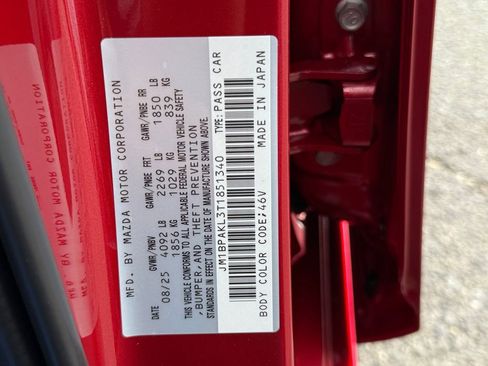 MFD. BY MAZDA MOTOR CORPORATION
GVWR/PNBV GAWR/PNBE FRT GAWR/PNBE RR
08/25 4092 LB 2269 LB 1850 LB
1856 KG 1029 KG 839 KG
THIS VEHICLE CONFORMS TO ALL APPLICABLE FEDERAL MOTOR VEHICLE SAFETY
,BUMPER,AND THEFT PREVENTION
STANDARDS IN EFFECT ON THE DATE OF MANUFACTURE SHOWN ABOVE.
JM1BPAKL3T1851340 TYPE:PASS CAR
BODY COLOR CODE;46V MADE IN JAPAN